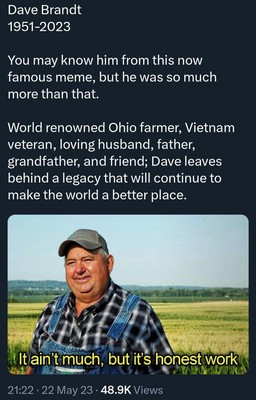 Dave Brandt
1951-2023
You may know him from this now
famous meme, but he was so much
more than that.
World renowned Ohio farmer, Vietnam
veteran, loving husband, father,
grandfather, and friend; Dave leaves
behind a legacy that will continue to
make the world a better place.
It ain't much, but it's honest work
21:22 · 22 May 23 · 48.9K Views